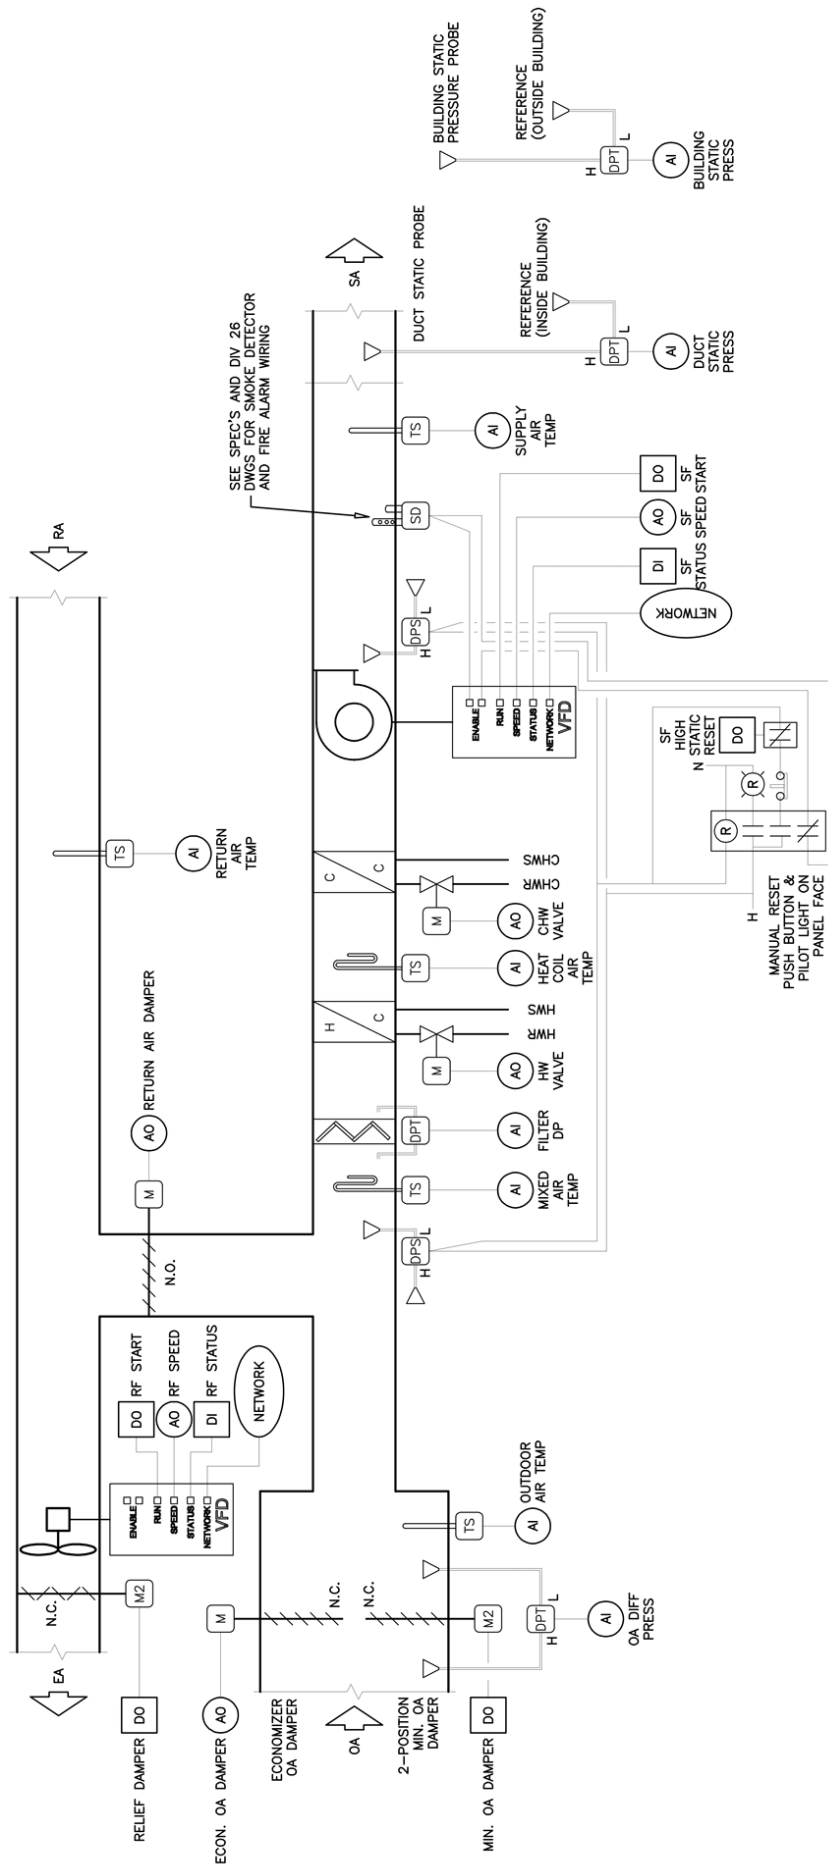 RA
EA
N.C.
M2
DO
RELIEF DAMPER
ENABLE
RUN
SPEED
STATUS
NETWORK
VFD
DO
RF START
AO
RF SPEED
DI
RF STATUS
NETWORK
N.O.
M
AO
RETURN AIR DAMPER
TS
AI
RETURN
AIR
TEMP
M
AO
ECON. OA DAMPER
ECONOMIZER
OA DAMPER
N.C.
OA
N.C.
2-POSITION
MIN. OA
DAMPER
M2
DO
MIN. OA DAMPER
H
DPT
L
AI
OA DIFF
PRESS
TS
AI
OUTDOOR
AIR TEMP
H
DPS
L
TS
AI
MIXED
AIR
TEMP
DPT
AI
FILTER
DP
H
C
M
AO
HW
VALVE
HWR
HWS
TS
AI
HEAT
COIL
AIR
TEMP
C
C
M
AO
CHW
VALVE
CHWR
CHWS
ENABLE
RUN
SPEED
STATUS
NETWORK
VFD
H
DPS
L
SD
SEE SPEC'S AND DIV 26
DWGS FOR SMOKE DETECTOR
AND FIRE ALARM WIRING
TS
AI
SUPPLY
AIR
TEMP
SA
DUCT STATIC PROBE
NETWORK
DI
SF
STATUS
AO
SF
SPEED
DO
SF
START
H
DPT
L
REFERENCE
(INSIDE BUILDING)
AI
DUCT
STATIC
PRESS
BUILDING STATIC
PRESSURE PROBE
REFERENCE
(OUTSIDE BUILDING)
H
DPT
L
AI
BUILDING
STATIC
PRESS
SF
HIGH
STATIC
RESET
DO
N
R
R
H
MANUAL RESET
PUSH BUTTON &
PILOT LIGHT ON
PANEL FACE